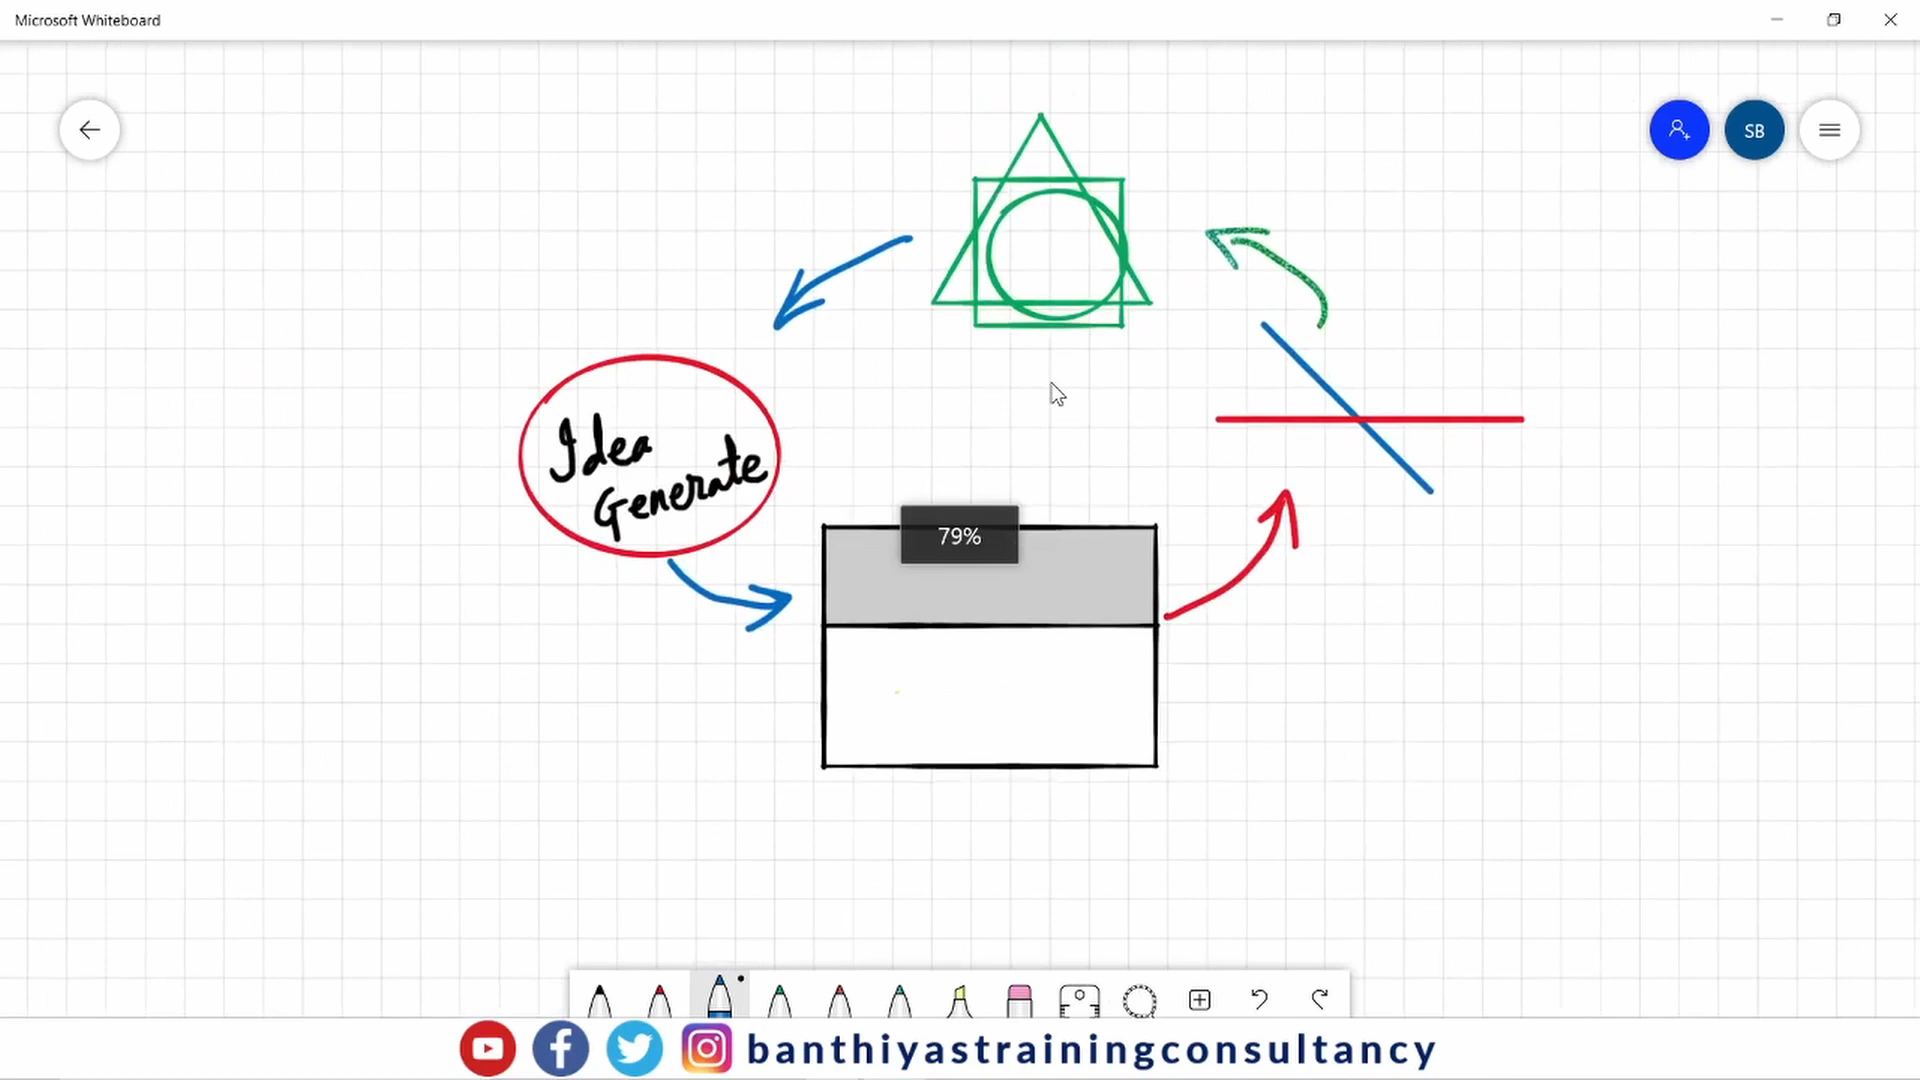 Microsoft Whiteboard
SB
Idea
Generate
79%
banthiyastrainingconsultancy